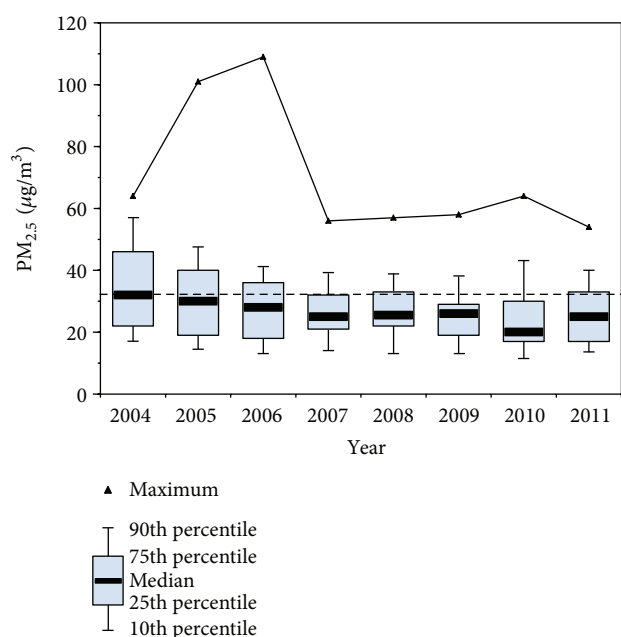 120
100
80
60
40
20
0
PM2.5 (μg/m³)
2004 2005 2006 2007 2008 2009 2010 2011
Year
Maximum
90th percentile
75th percentile
Median
25th percentile
10th percentile